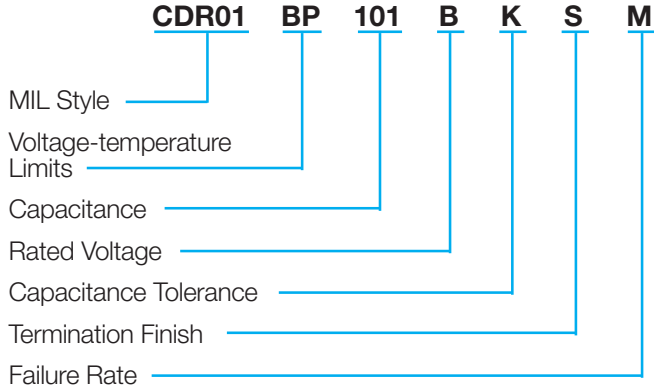 CDR01 BP 101 B K S M
MIL Style
Voltage-temperature
Limits
Capacitance
Rated Voltage
Capacitance Tolerance
Termination Finish
Failure Rate